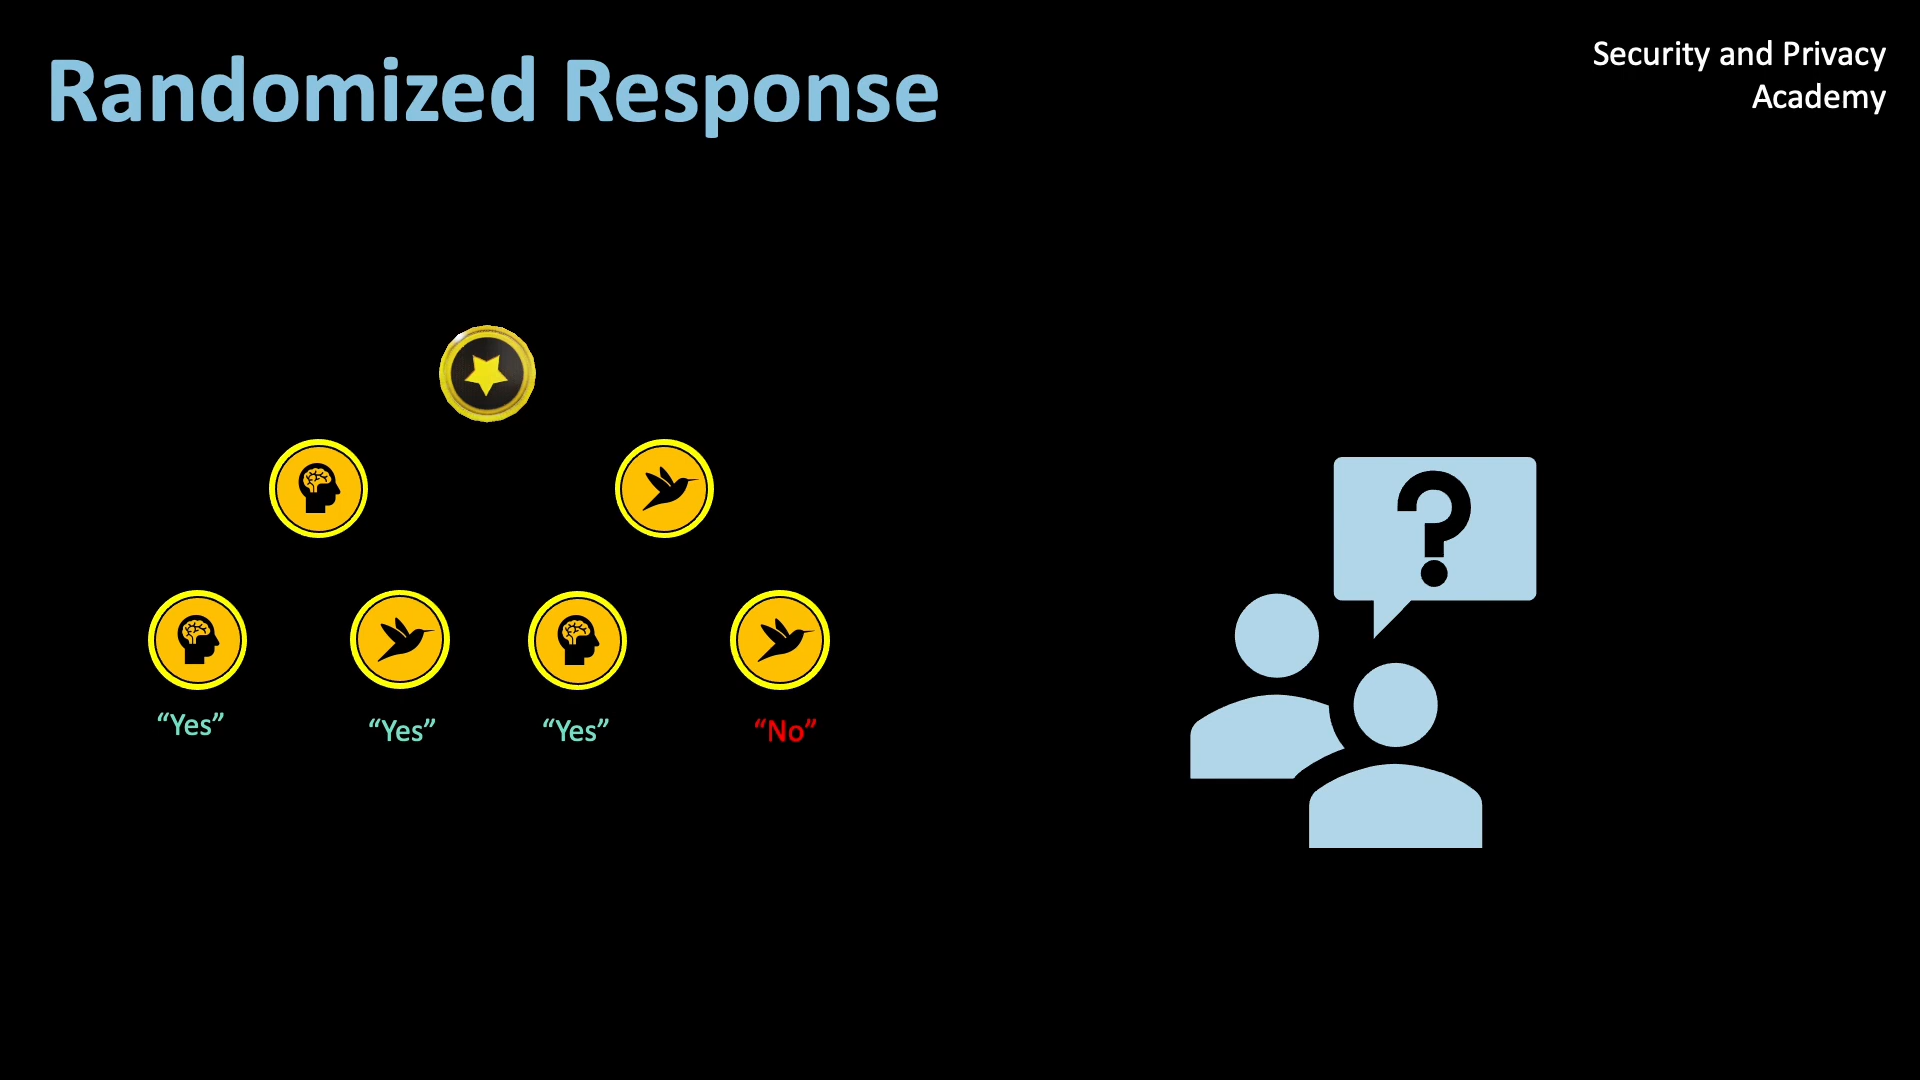 Randomized Response
Security and Privacy
Academy
?
“Yes”
“Yes”
“Yes”
“No”